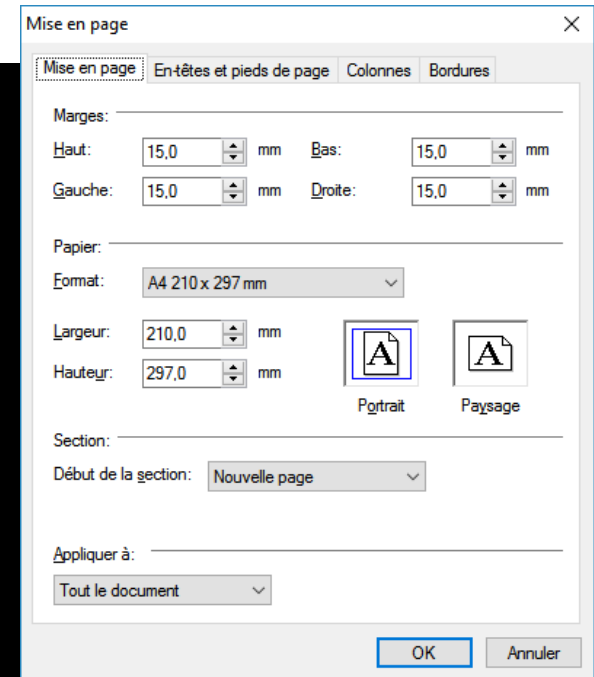 Mise en page
Mise en page En-têtes et pieds de page Colonnes Bordures
Marges:
Haut: 15,0 mm Bas: 15,0 mm
Gauche: 15,0 mm Droite: 15,0 mm
Papier:
Format: A4 210 x 297 mm
Largeur: 210,0 mm
Hauteur: 297,0 mm
A A
Portrait Paysage
Section:
Début de la section: Nouvelle page
Appliquer à:
Tout le document
OK Annuler